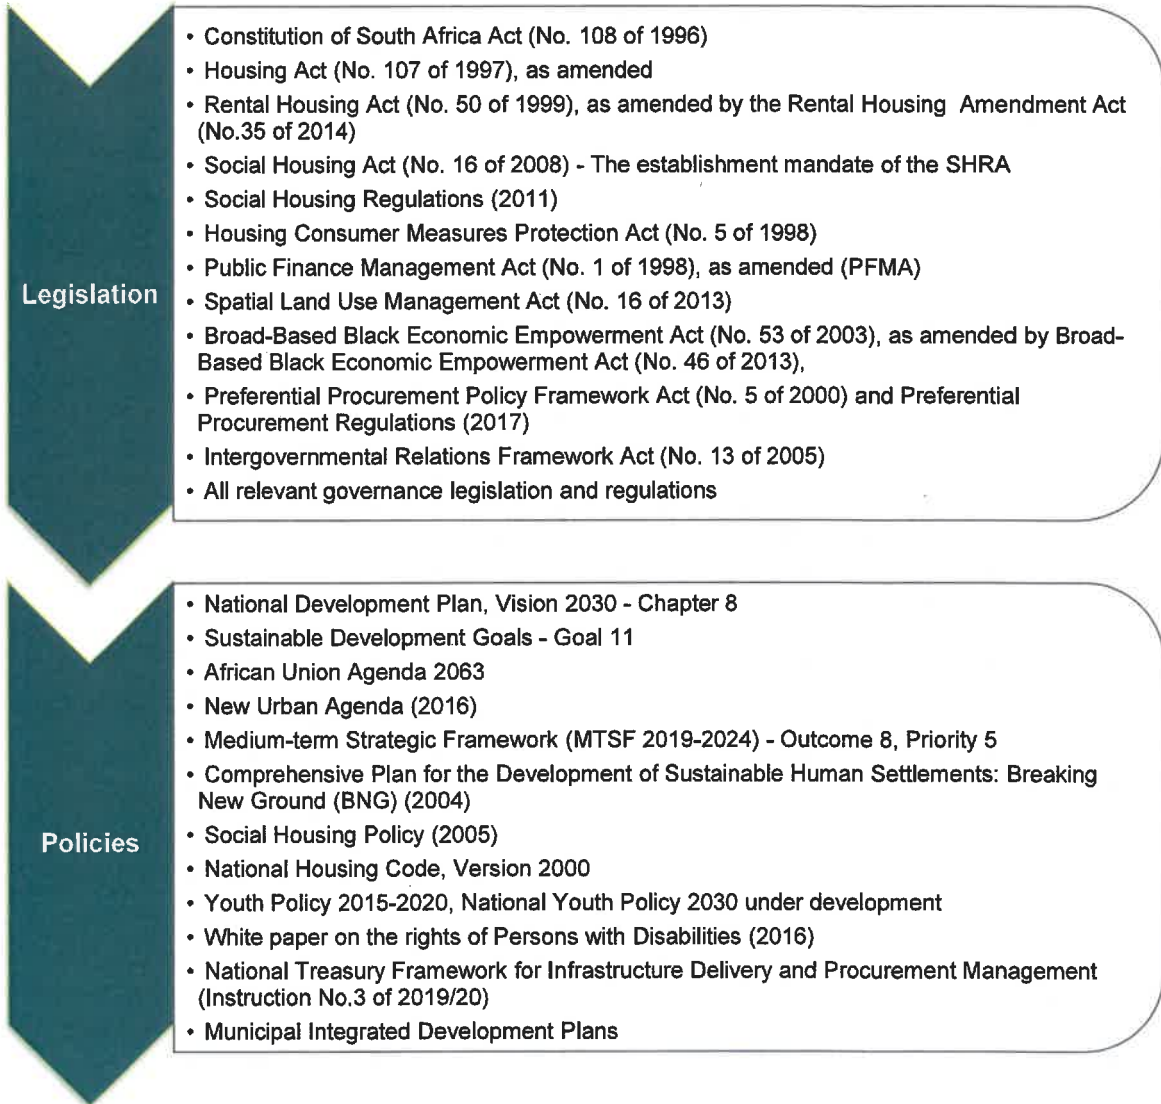 Legislation
• Constitution of South Africa Act (No. 108 of 1996)
• Housing Act (No. 107 of 1997), as amended
• Rental Housing Act (No. 50 of 1999), as amended by the Rental Housing Amendment Act
(No.35 of 2014)
• Social Housing Act (No. 16 of 2008) - The establishment mandate of the SHRA
• Social Housing Regulations (2011)
• Housing Consumer Measures Protection Act (No. 5 of 1998)
• Public Finance Management Act (No. 1 of 1998), as amended (PFMA)
• Spatial Land Use Management Act (No. 16 of 2013)
• Broad-Based Black Economic Empowerment Act (No. 53 of 2003), as amended by Broad-
Based Black Economic Empowerment Act (No. 46 of 2013),
• Preferential Procurement Policy Framework Act (No. 5 of 2000) and Preferential
Procurement Regulations (2017)
• Intergovernmental Relations Framework Act (No. 13 of 2005)
• All relevant governance legislation and regulations
Policies
• National Development Plan, Vision 2030 - Chapter 8
• Sustainable Development Goals - Goal 11
• African Union Agenda 2063
• New Urban Agenda (2016)
• Medium-term Strategic Framework (MTSF 2019-2024) - Outcome 8, Priority 5
• Comprehensive Plan for the Development of Sustainable Human Settlements: Breaking
New Ground (BNG) (2004)
• Social Housing Policy (2005)
• National Housing Code, Version 2000
• Youth Policy 2015-2020, National Youth Policy 2030 under development
• White paper on the rights of Persons with Disabilities (2016)
• National Treasury Framework for Infrastructure Delivery and Procurement Management
(Instruction No.3 of 2019/20)
• Municipal Integrated Development Plans